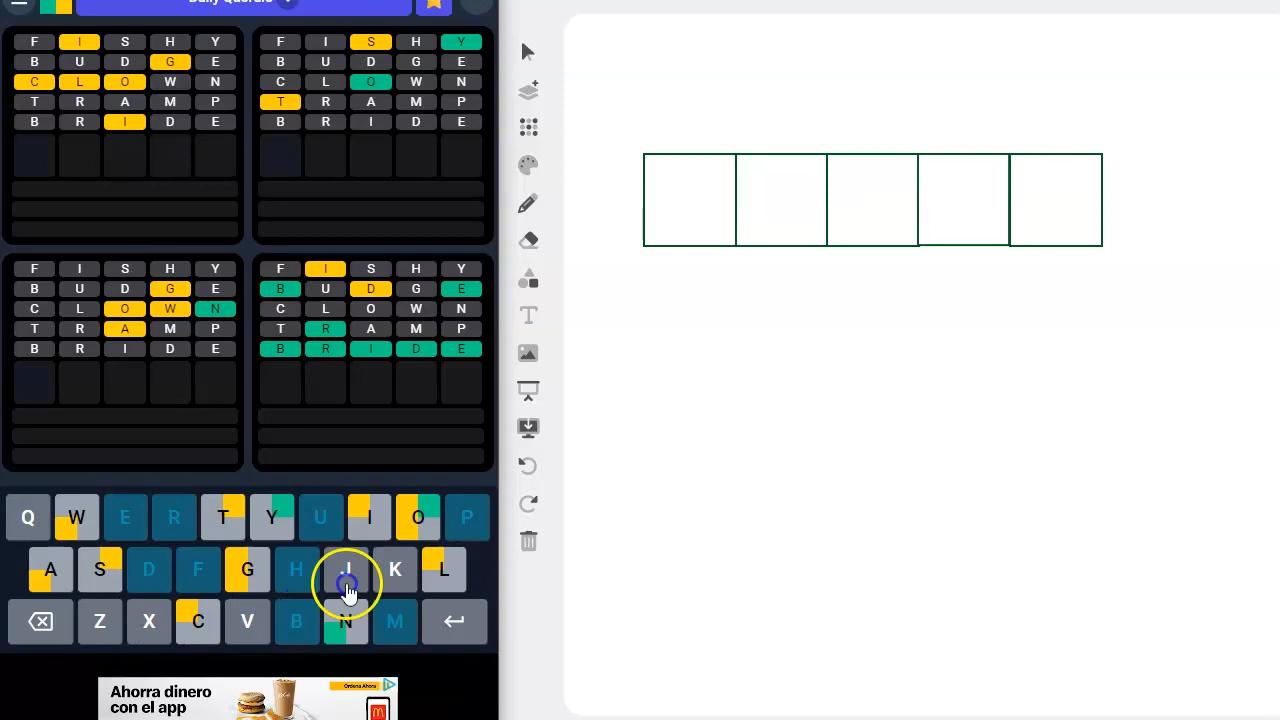 Daily Quordle
F I S H Y
B U D G E
C L O W N
T R A M P
B R I D E
F I S H Y
B U D G E
C L O W N
T R A M P
B R I D E
F I S H Y
B U D G E
C L O W N
T R A M P
B R I D E
F I S H Y
B U D G E
C L O W N
T R A M P
B R I D E
Q W E R T Y U I O P
A S D F G H J K L
Z X C V B N M
T
Ahorra dinero
con el app
Ordena Ahora